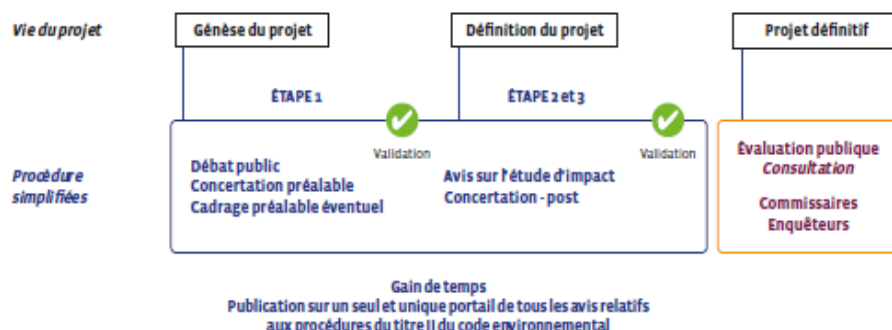 Vie du projet
Génèse du projet
Définition du projet
Projet définitif
ÉTAPE 1
ÉTAPE 2 et 3
Validation
Validation
Procédure
simplifiées
Débat public
Concertation préalable
Cadrage préalable éventuel
Avis sur l'étude d'impact
Concertation - post
Évaluation publique
Consultation
Commissaires
Enquêteurs
Gain de temps
Publication sur un seul et unique portail de tous les avis relatifs
aux procédures du titre II du code environnemental